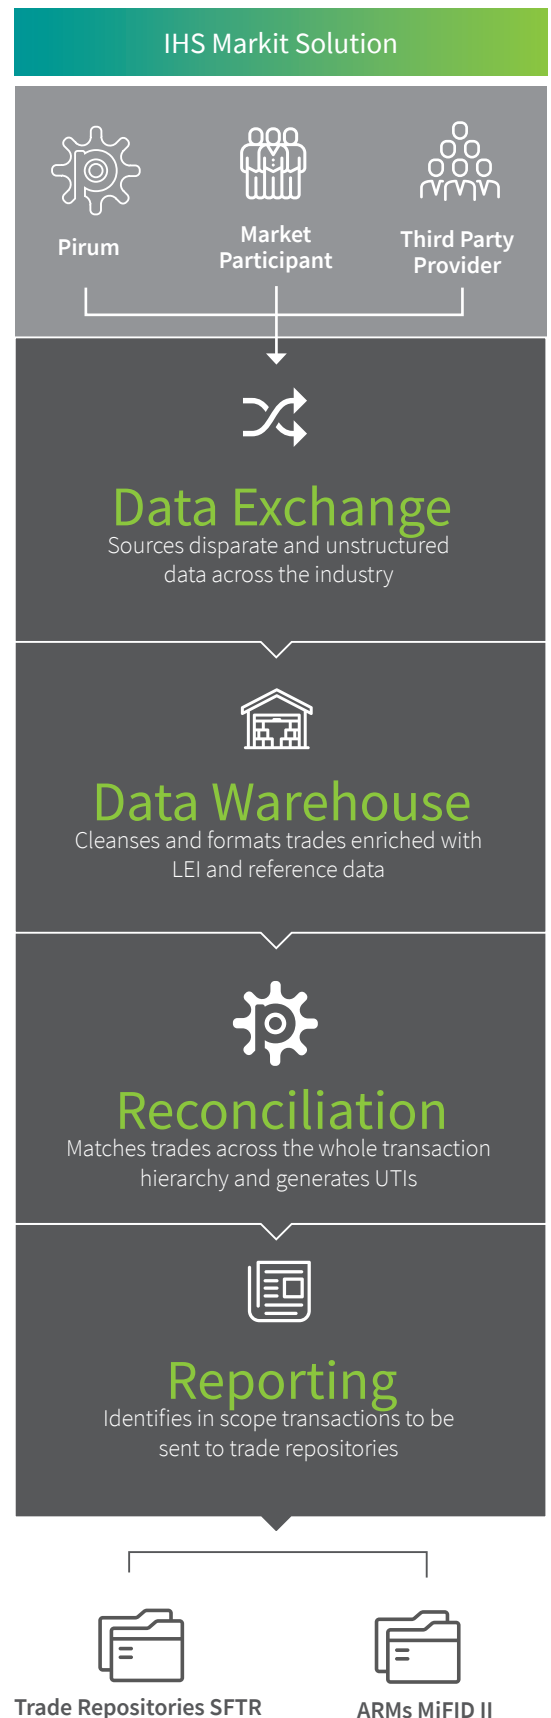 IHS Markit Solution
Pirum
Market
Participant
Third Party
Provider
Data Exchange
Sources disparate and unstructured
data across the industry
Data Warehouse
Cleanses and formats trades enriched with
LEI and reference data
Reconciliation
Matches trades across the whole transaction
hierarchy and generates UTIs
Reporting
Identifies in scope transactions to be
sent to trade repositories
Trade Repositories SFTR
ARMs MiFID II